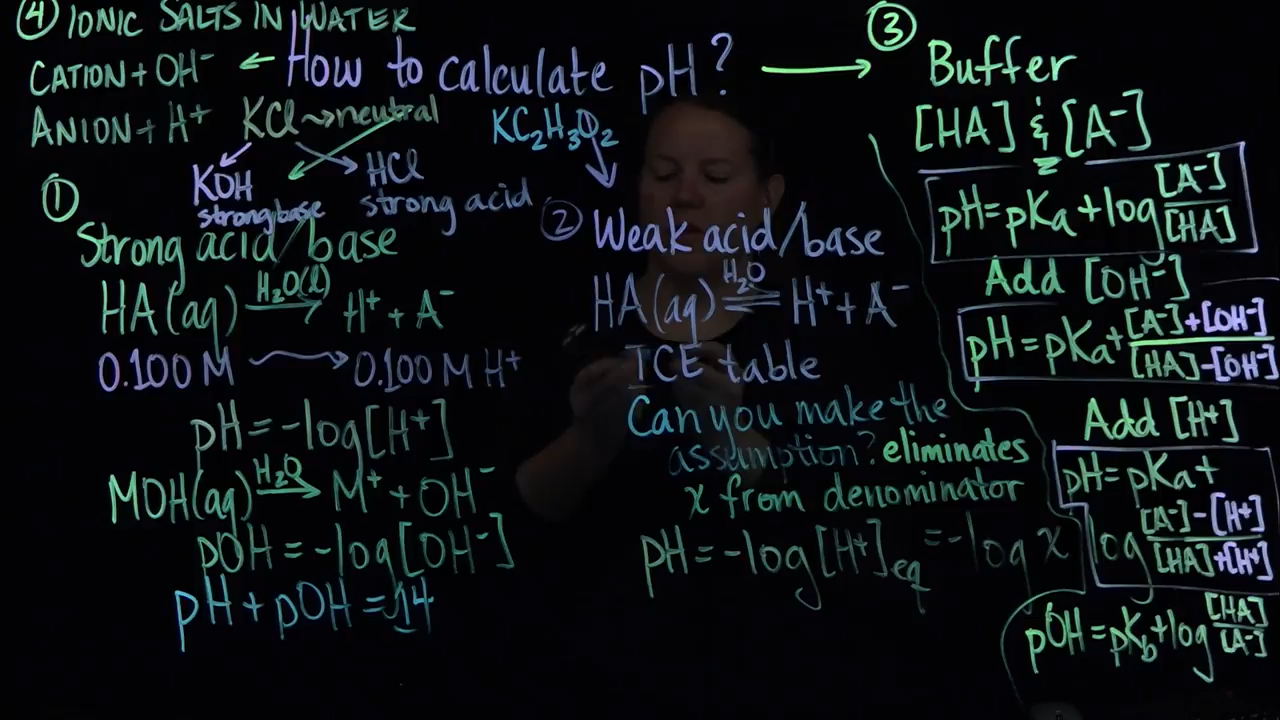 ④ IONIC SALTS IN WATER
CATION + OH⁻ ← How to calculate pH? →
ANION + H⁺
KCl ⇝ neutral
KOH
strong base
HCl
strong acid
KC₂H₃O₂
①
Strong acid/base
HA(aq) H₂O(l) → H⁺ + A⁻
0.100 M → 0.100 M H⁺
pH = -log[H⁺]
MOH(aq) H₂O → M⁺ + OH⁻
pOH = -log[OH⁻]
pH + pOH = 14
② Weak acid/base
HA(aq) H₂O ⇌ H⁺ + A⁻
ICE table
Can you make the
assumption? eliminates
x from denominator
pH = -log[H⁺]eq = -log x
③
Buffer
[HA] & [A⁻]
pH = pKa + log [A⁻]/[HA]
Add [OH⁻]
pH = pKa + [A⁻]+[OH⁻]/[HA]-[OH⁻]
Add [H⁺]
pH = pKa +
log [A⁻]-[H⁺]/[HA]+[H⁺]
pOH = pKb + log [HA]/[A⁻]